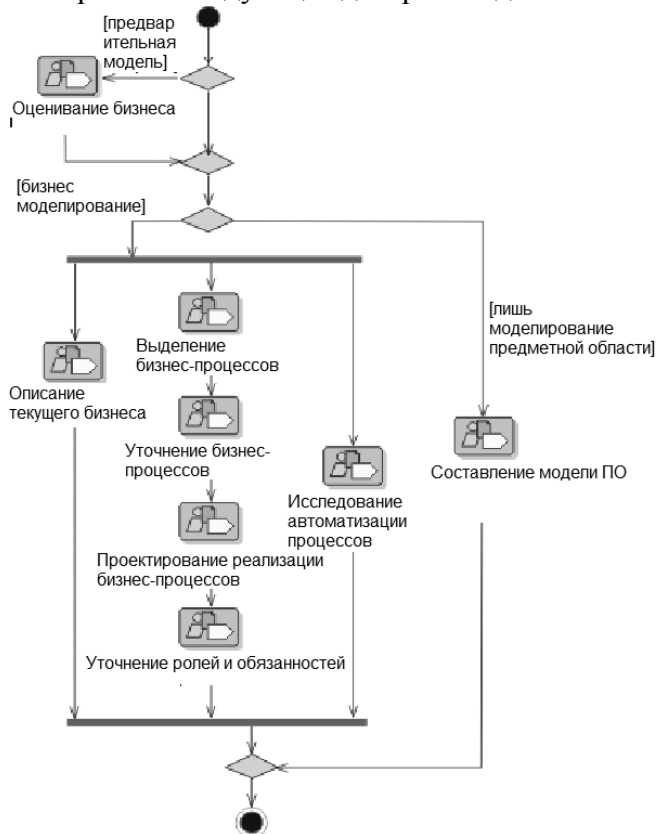 [предвар
ительная
модель]
Оценивание бизнеса
[бизнес
моделирование]
[лишь
моделирование
предметной области]
Выделение
бизнес-процессов
Описание
текущего бизнеса
Уточнение бизнес-
процессов
Составление модели ПО
Исследование
автоматизации
процессов
Проектирование реализации
бизнес-процессов
Уточнение ролей и обязанностей